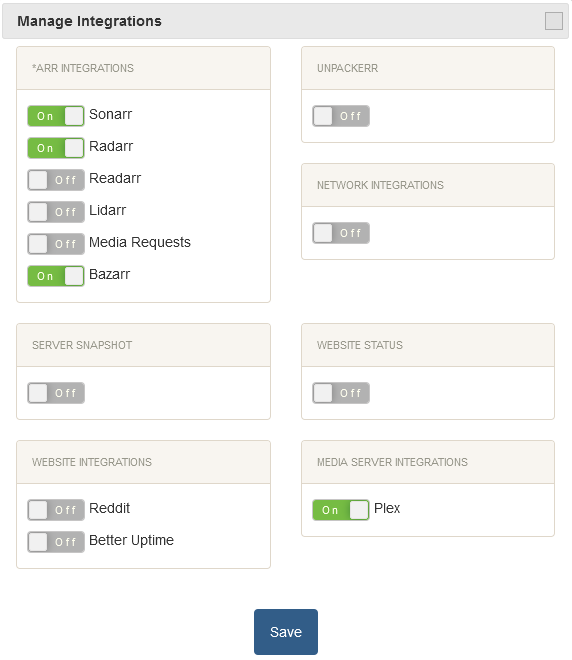 Manage Integrations
*ARR INTEGRATIONS
On Sonarr
On Radarr
Off Readarr
Off Lidarr
Off Media Requests
On Bazarr
UNPACKERR
Off
NETWORK INTEGRATIONS
Off
SERVER SNAPSHOT
Off
WEBSITE STATUS
Off
WEBSITE INTEGRATIONS
Off Reddit
Off Better Uptime
MEDIA SERVER INTEGRATIONS
On Plex
Save